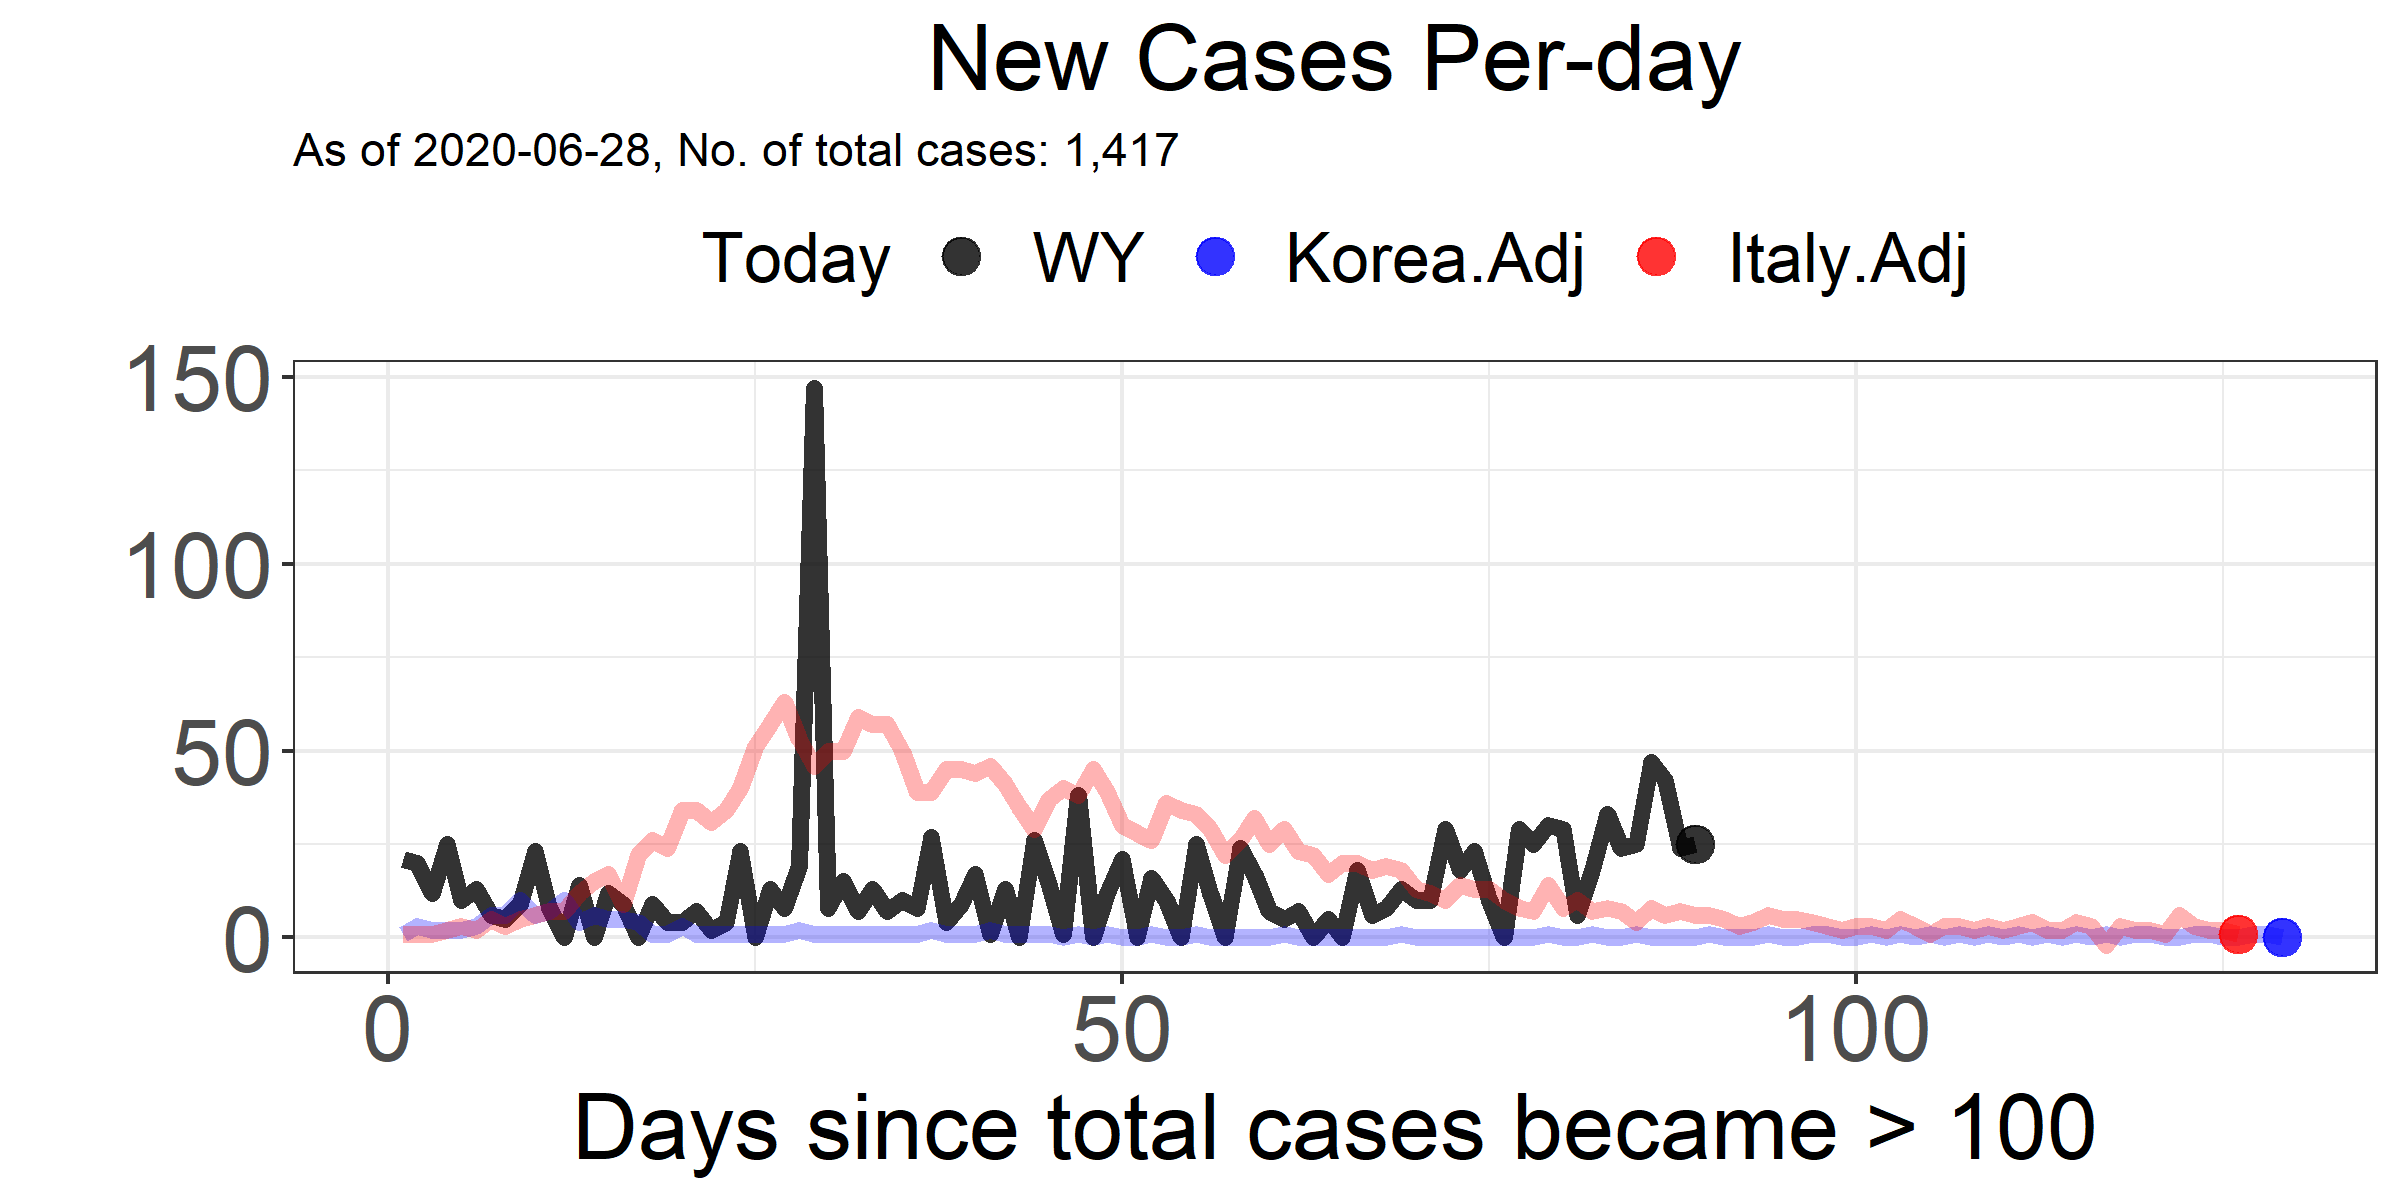 New Cases Per-day
As of 2020-06-28, No. of total cases: 1,417
Today WY Korea.Adj Italy.Adj
150
100
50
0
0 50 100
Days since total cases became > 100